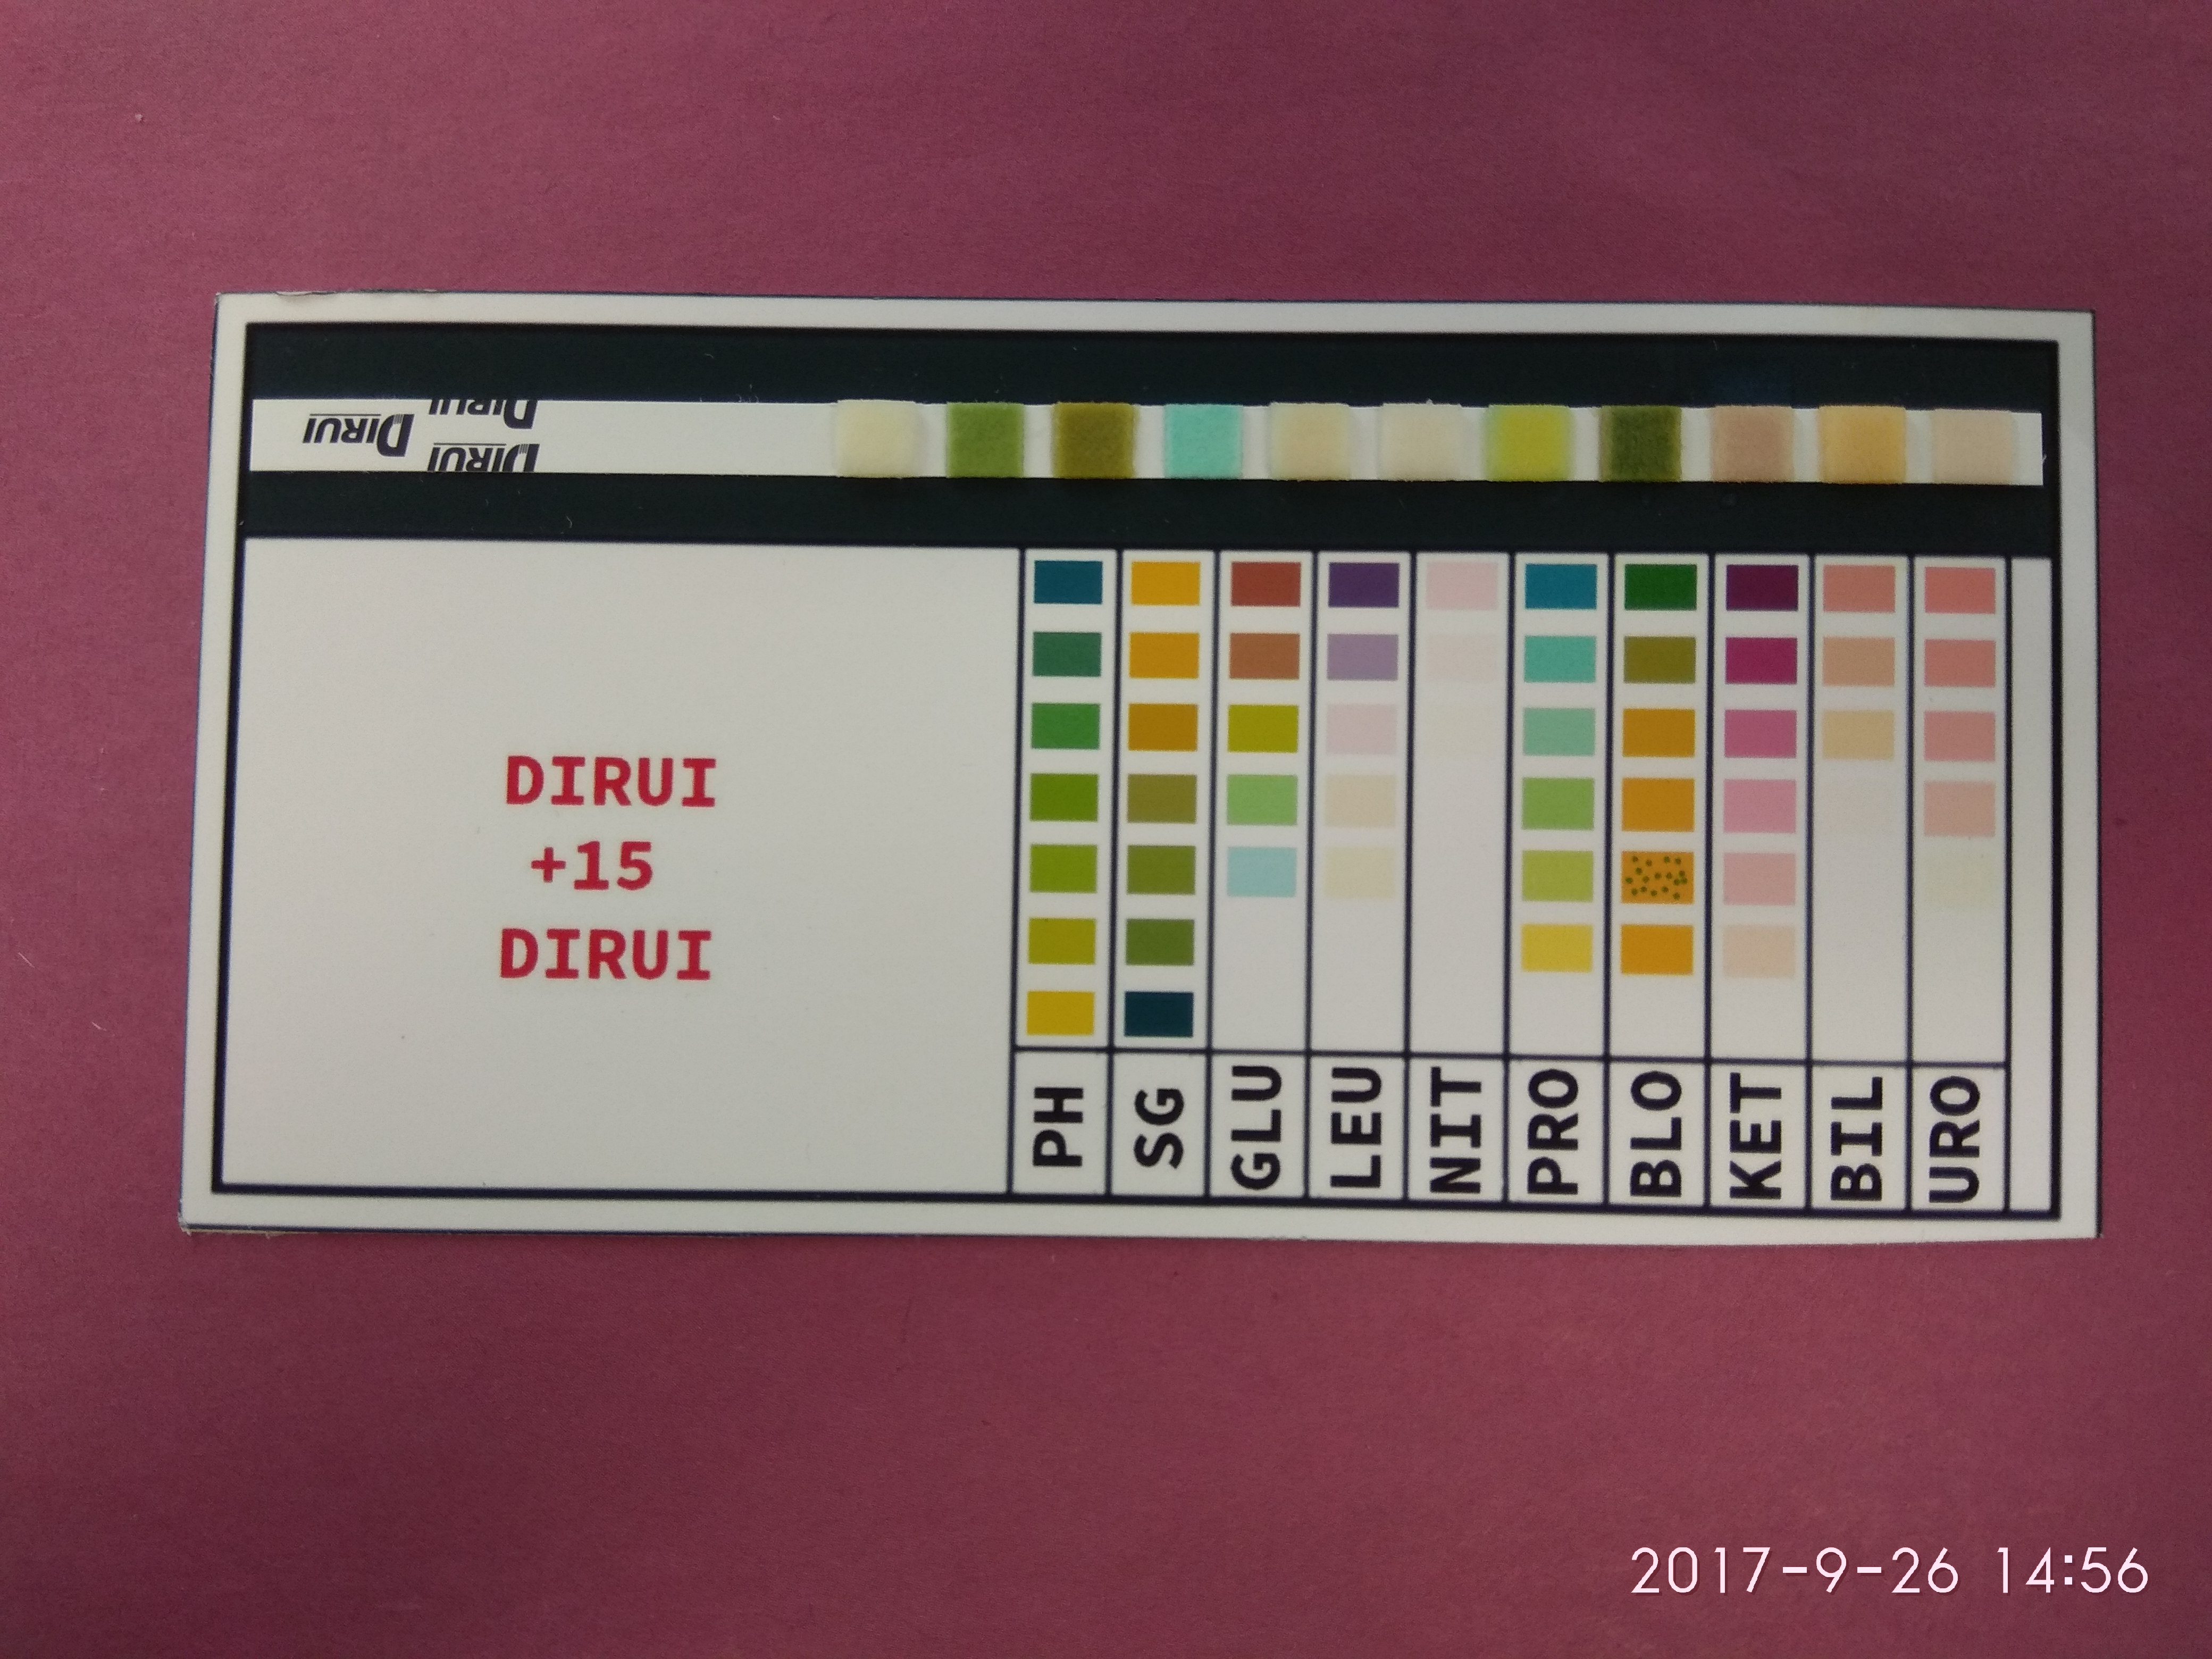 DIRUI
DIRUI
DIRUI
DIRUI
+15
DIRUI
PH SG GLU LEU NIT PRO BLO KET BIL URO
2017-9-26 14:56